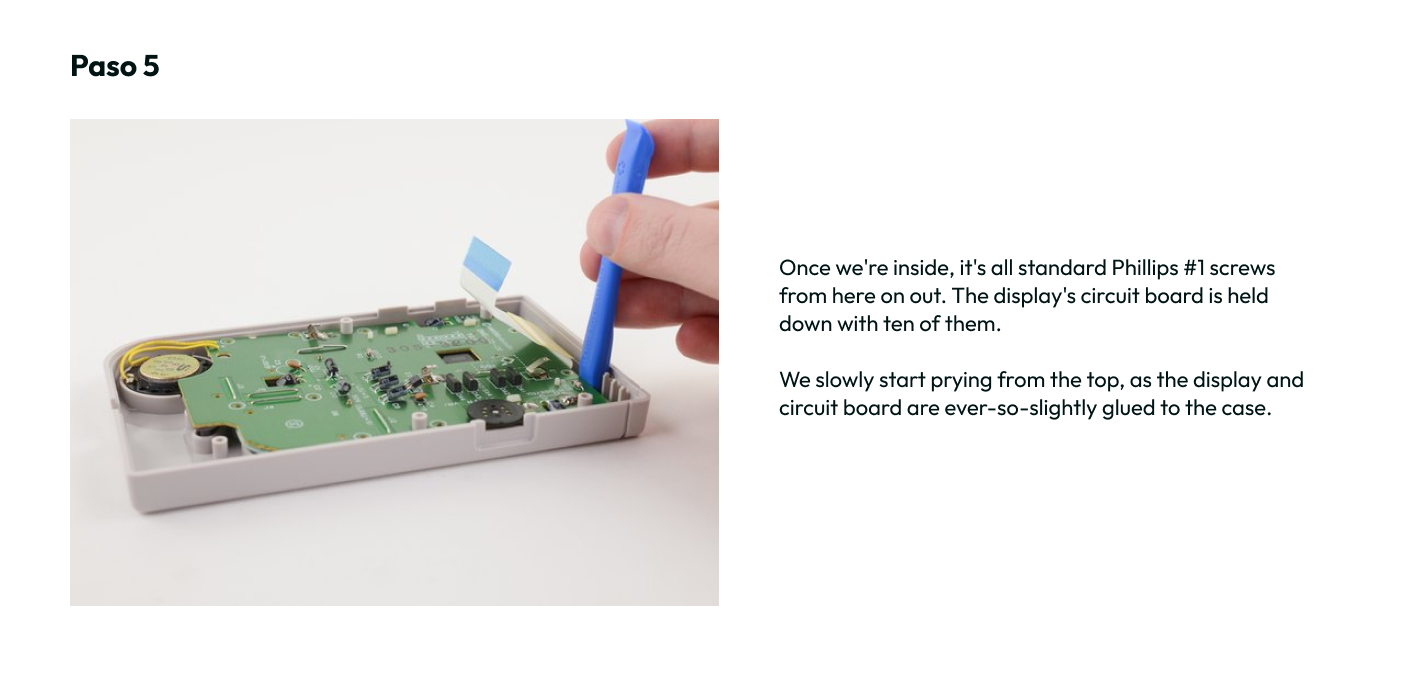 Paso 5
Once we're inside, it's all standard Phillips #1 screws
from here on out. The display's circuit board is held
down with ten of them.
We slowly start prying from the top, as the display and
circuit board are ever-so-slightly glued to the case.